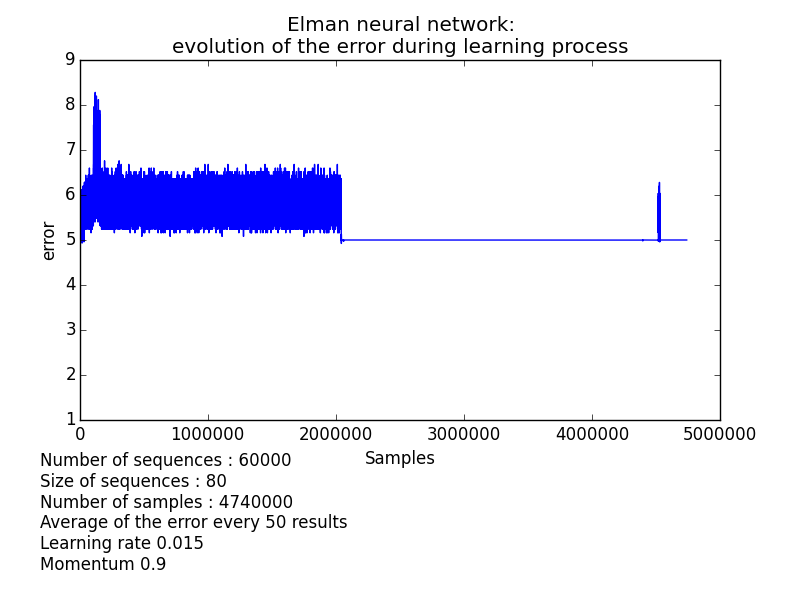 Elman neural network:
evolution of the error during learning process
9
8
7
6
5
4
3
2
1
error
0 1000000 2000000 3000000 4000000 5000000
Samples
Number of sequences : 60000
Size of sequences : 80
Number of samples : 4740000
Average of the error every 50 results
Learning rate 0.015
Momentum 0.9